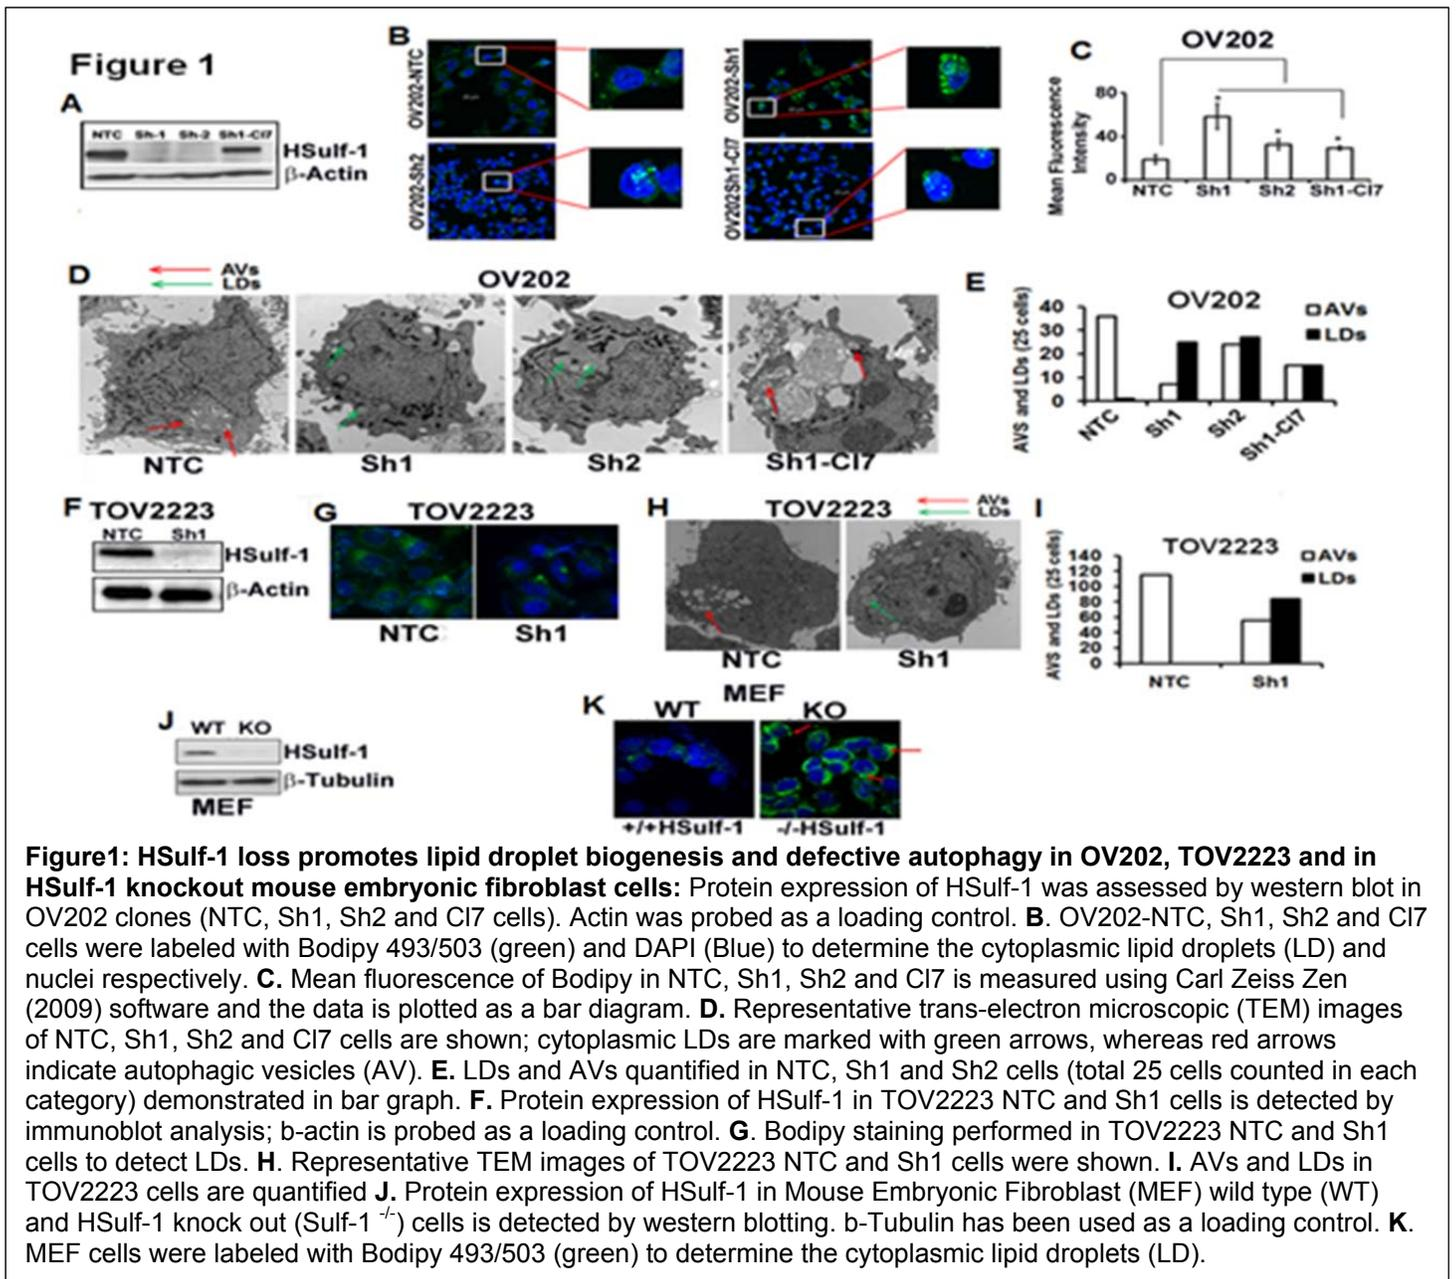 Figure 1
A
NTC Sh-1 Sh-2 Sh1-Cl7
HSulf-1
β-Actin
B
OV202-NTC
OV202-Sh1
OV202-Sh2
OV202Sh1-Cl7
C
OV202
Mean Fluorescence
Intensity
80
40
0
*
*
*
NTC Sh1 Sh2 Sh1-Cl7
D
AVs
LDs
OV202
NTC Sh1 Sh2 Sh1-Cl7
E
OV202
AVS and LDs (25 cells)
40
30
20
10
0
AVs
LDs
NTC Sh1 Sh2 Sh1-Cl7
F TOV2223
NTC Sh1
HSulf-1
β-Actin
G TOV2223
NTC Sh1
H TOV2223
AVs
LDs
NTC Sh1
I
TOV2223
AVS and LDs (25 cells)
140
120
100
80
60
40
20
0
AVs
LDs
NTC Sh1
J WT KO
HSulf-1
β-Tubulin
MEF
K MEF
WT KO
+/+HSulf-1 -/-HSulf-1
Figure1: HSulf-1 loss promotes lipid droplet biogenesis and defective autophagy in OV202, TOV2223 and in
HSulf-1 knockout mouse embryonic fibroblast cells: Protein expression of HSulf-1 was assessed by western blot in
OV202 clones (NTC, Sh1, Sh2 and Cl7 cells). Actin was probed as a loading control. B. OV202-NTC, Sh1, Sh2 and Cl7
cells were labeled with Bodipy 493/503 (green) and DAPI (Blue) to determine the cytoplasmic lipid droplets (LD) and
nuclei respectively. C. Mean fluorescence of Bodipy in NTC, Sh1, Sh2 and Cl7 is measured using Carl Zeiss Zen
(2009) software and the data is plotted as a bar diagram. D. Representative trans-electron microscopic (TEM) images
of NTC, Sh1, Sh2 and Cl7 cells are shown; cytoplasmic LDs are marked with green arrows, whereas red arrows
indicate autophagic vesicles (AV). E. LDs and AVs quantified in NTC, Sh1 and Sh2 cells (total 25 cells counted in each
category) demonstrated in bar graph. F. Protein expression of HSulf-1 in TOV2223 NTC and Sh1 cells is detected by
immunoblot analysis; b-actin is probed as a loading control. G. Bodipy staining performed in TOV2223 NTC and Sh1
cells to detect LDs. H. Representative TEM images of TOV2223 NTC and Sh1 cells were shown. I. AVs and LDs in
TOV2223 cells are quantified J. Protein expression of HSulf-1 in Mouse Embryonic Fibroblast (MEF) wild type (WT)
and HSulf-1 knock out (Sulf-1 -/-) cells is detected by western blotting. b-Tubulin has been used as a loading control. K.
MEF cells were labeled with Bodipy 493/503 (green) to determine the cytoplasmic lipid droplets (LD).